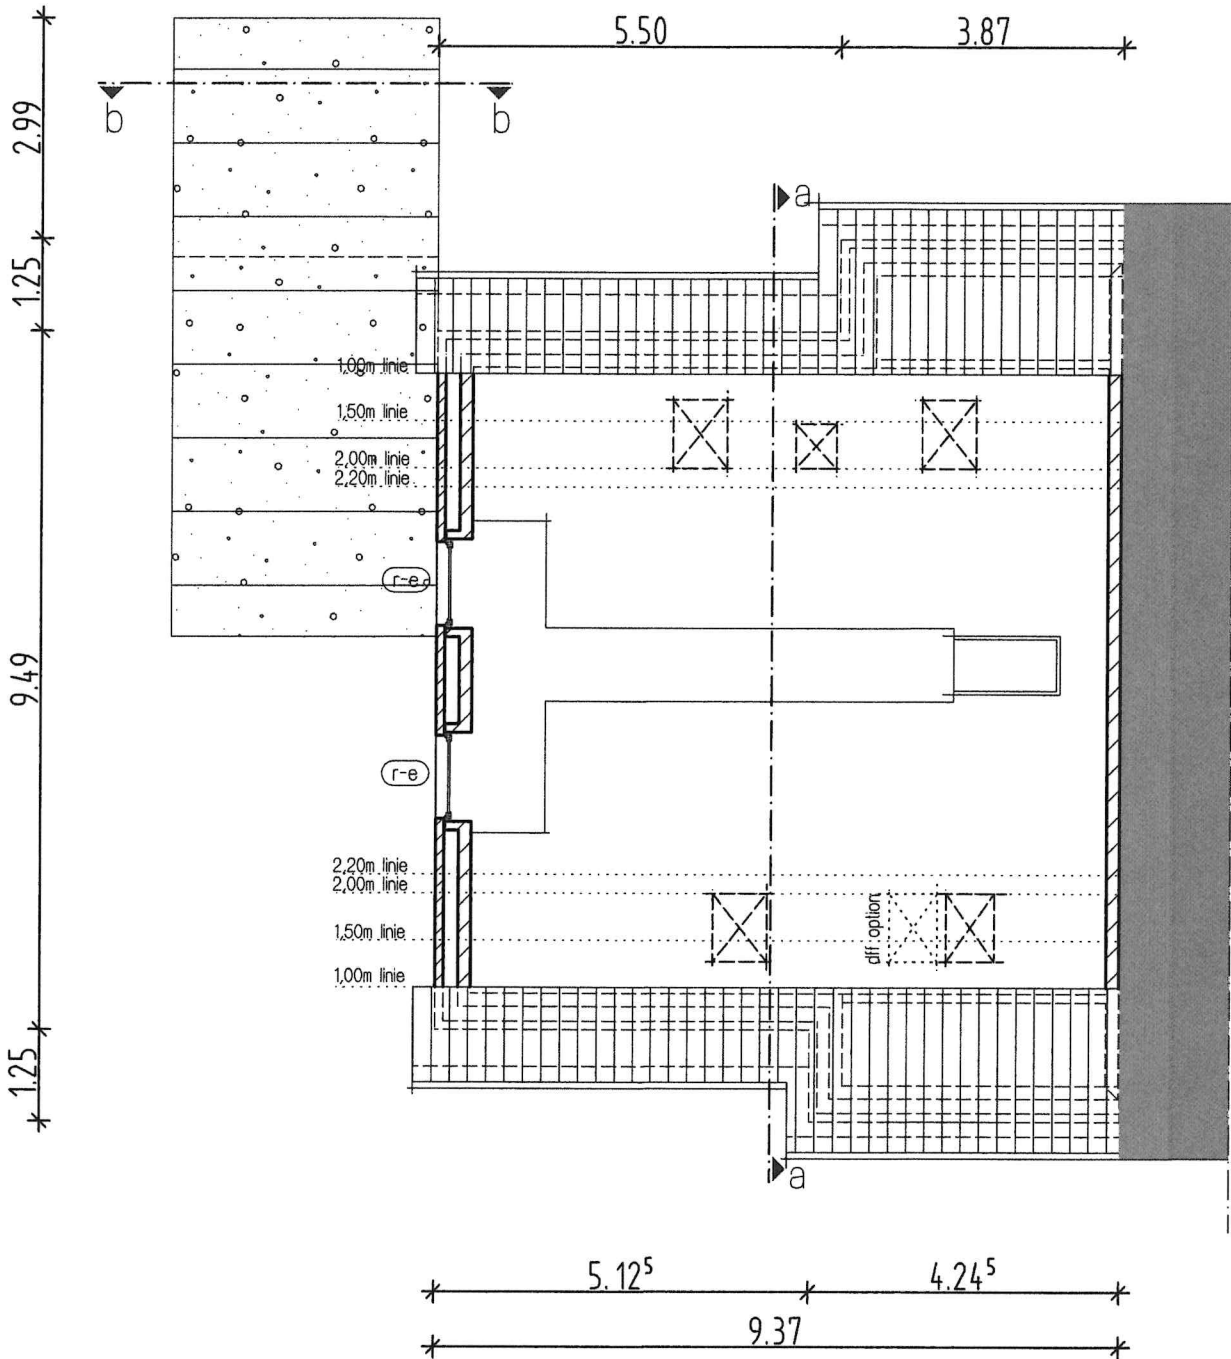 5.50
3.87
2.99
b
b
a
1.25
1,00m linie
1,50m linie
2,00m linie
2,20m linie
r-e
9.49
r-e
2,20m linie
2,00m linie
1,50m linie
dff option
1,00m linie
1.25
a
5.12⁵
4.24⁵
9.37